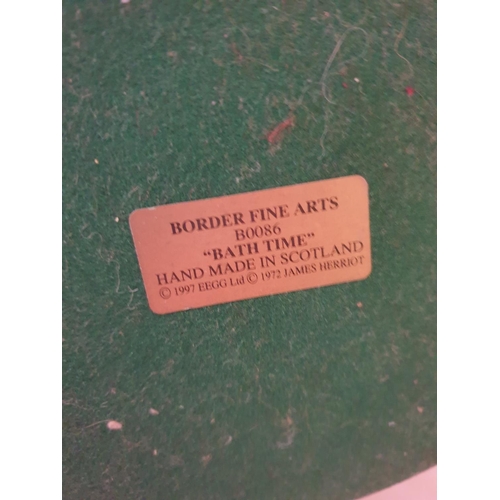 BORDER FINE ARTS
B0086
"BATH TIME"
HAND MADE IN SCOTLAND
© 1997 EEGG Ltd © 1972 JAMES HERRIOT